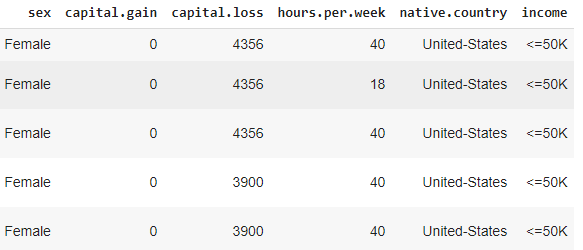 sex capital.gain capital.loss hours.per.week native.country income
Female 0 4356 40 United-States <=50K
Female 0 4356 18 United-States <=50K
Female 0 4356 40 United-States <=50K
Female 0 3900 40 United-States <=50K
Female 0 3900 40 United-States <=50K